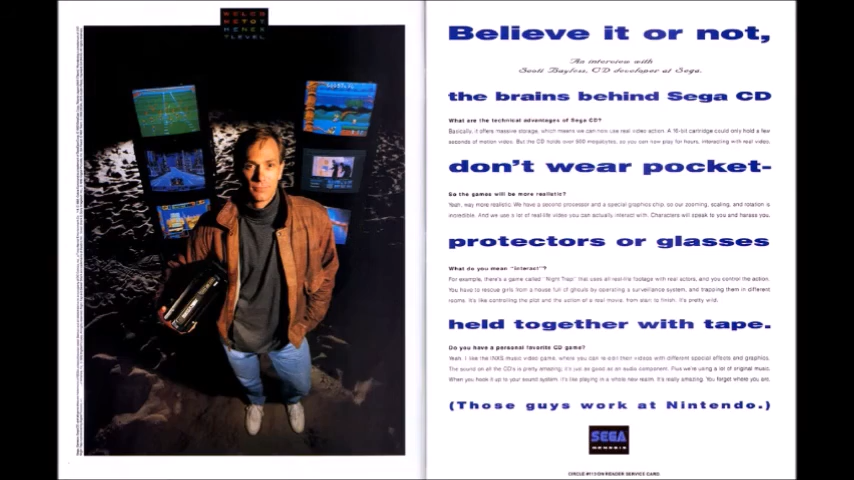 WELCO
METOT
HENEX
TLEVEL
Believe it or not,
An interview with
Scott Bayless, CD developer at Sega.
the brains behind Sega CD
What are the technical advantages of Sega CD?
Basically, it offers massive storage, which means we can now use real video action. A 16-bit cartridge could only hold a few
seconds of motion video. But the CD holds over 500 megabytes, so you can now play for hours, interacting with real video.
don't wear pocket-
So the games will be more realistic?
Yeah, way more realistic. We have a second processor and a special graphics chip, so our zooming, scaling, and rotation is
incredible. And we use a lot of real-life video you can actually interact with. Characters will speak to you and harass you.
protectors or glasses
What do you mean "interact"?
For example, there's a game called "Night Trap" that uses all real-life footage with real actors, and you control the action.
You have to rescue girls from a house full of ghouls by operating a surveillance system, and trapping them in different
rooms. It's like controlling the plot and the action of a real movie, from start to finish. It's pretty wild.
held together with tape.
Do you have a personal favorite CD game?
Yeah. I like the INXS music video game, where you can re-edit their videos with different special effects and graphics.
The sound on all the CD's is pretty amazing; it's just as good as an audio component. Plus we're using a lot of original music.
When you hook it up to your sound system, it's like playing in a whole new realm. It's really amazing. You forget where you are.
(Those guys work at Nintendo.)
SEGA
GENESIS
CIRCLE #113 ON READER SERVICE CARD.